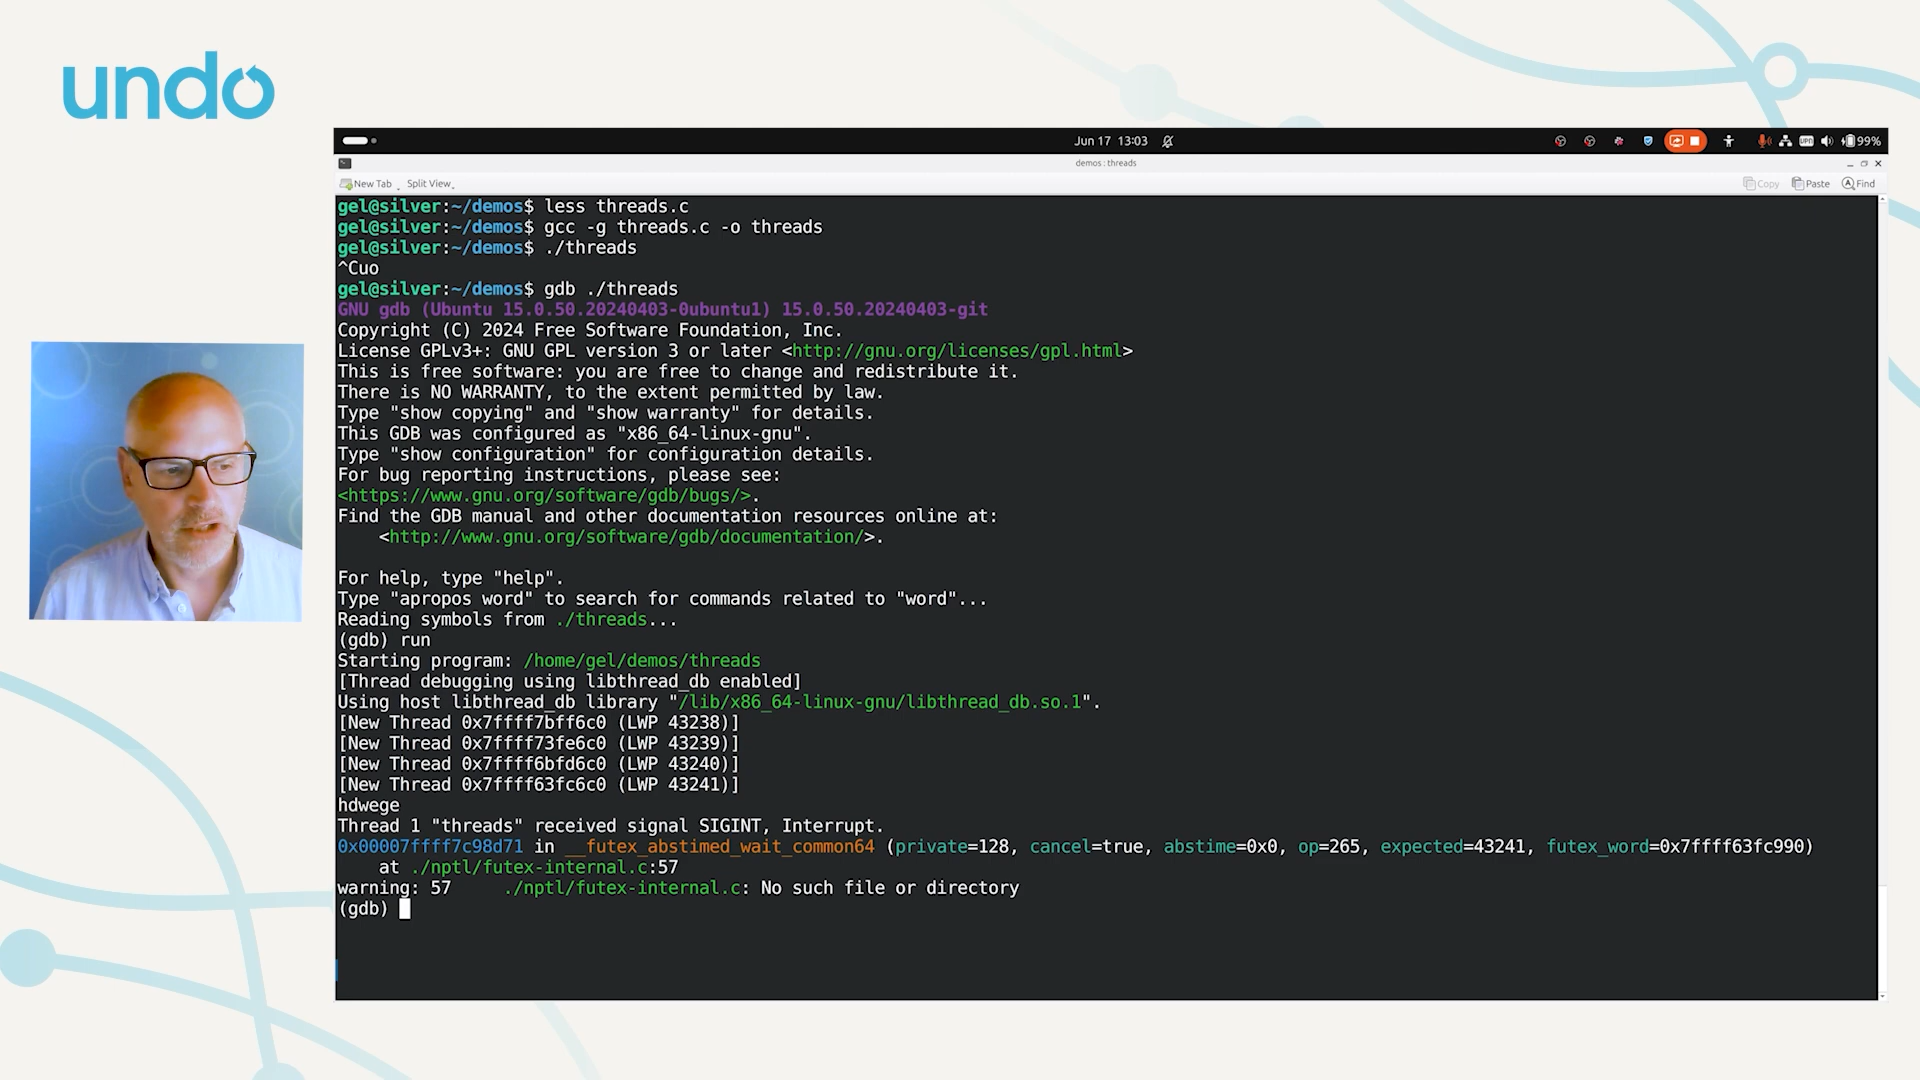 undo
Jun 17 13:03
99%
demos : threads
New Tab Split View
Copy Paste Find
gel@silver:~/demos$ less threads.c
gel@silver:~/demos$ gcc -g threads.c -o threads
gel@silver:~/demos$ ./threads
^Cuo
gel@silver:~/demos$ gdb ./threads
GNU gdb (Ubuntu 15.0.50.20240403-0ubuntu1) 15.0.50.20240403-git
Copyright (C) 2024 Free Software Foundation, Inc.
License GPLv3+: GNU GPL version 3 or later <http://gnu.org/licenses/gpl.html>
This is free software: you are free to change and redistribute it.
There is NO WARRANTY, to the extent permitted by law.
Type "show copying" and "show warranty" for details.
This GDB was configured as "x86_64-linux-gnu".
Type "show configuration" for configuration details.
For bug reporting instructions, please see:
<https://www.gnu.org/software/gdb/bugs/>.
Find the GDB manual and other documentation resources online at:
<http://www.gnu.org/software/gdb/documentation/>.
For help, type "help".
Type "apropos word" to search for commands related to "word"...
Reading symbols from ./threads...
(gdb) run
Starting program: /home/gel/demos/threads
[Thread debugging using libthread_db enabled]
Using host libthread_db library "/lib/x86_64-linux-gnu/libthread_db.so.1".
[New Thread 0x7ffff7bff6c0 (LWP 43238)]
[New Thread 0x7ffff73fe6c0 (LWP 43239)]
[New Thread 0x7ffff6bfd6c0 (LWP 43240)]
[New Thread 0x7ffff63fc6c0 (LWP 43241)]
hdwege
Thread 1 "threads" received signal SIGINT, Interrupt.
0x00007ffff7c98d71 in __futex_abstimed_wait_common64 (private=128, cancel=true, abstime=0x0, op=265, expected=43241, futex_word=0x7ffff63fc990)
at ./nptl/futex-internal.c:57
warning: 57 ./nptl/futex-internal.c: No such file or directory
(gdb)